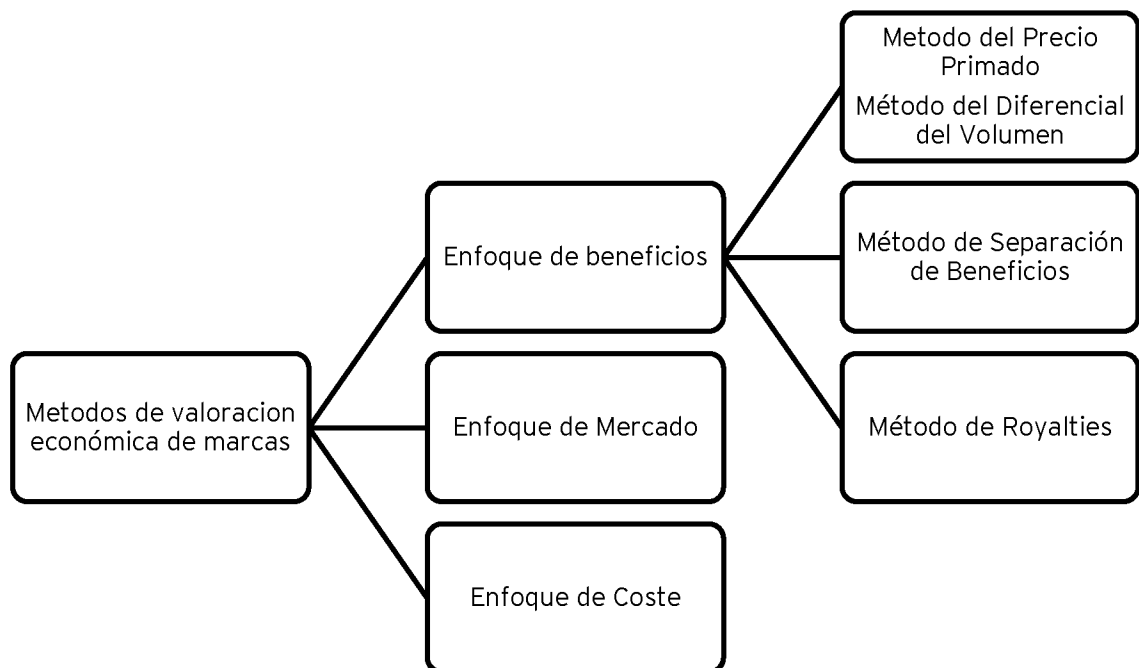 Metodos de valoracion
económica de marcas
Enfoque de beneficios
Enfoque de Mercado
Enfoque de Coste
Metodo del Precio
Primado
Método del Diferencial
del Volumen
Método de Separación
de Beneficios
Método de Royalties